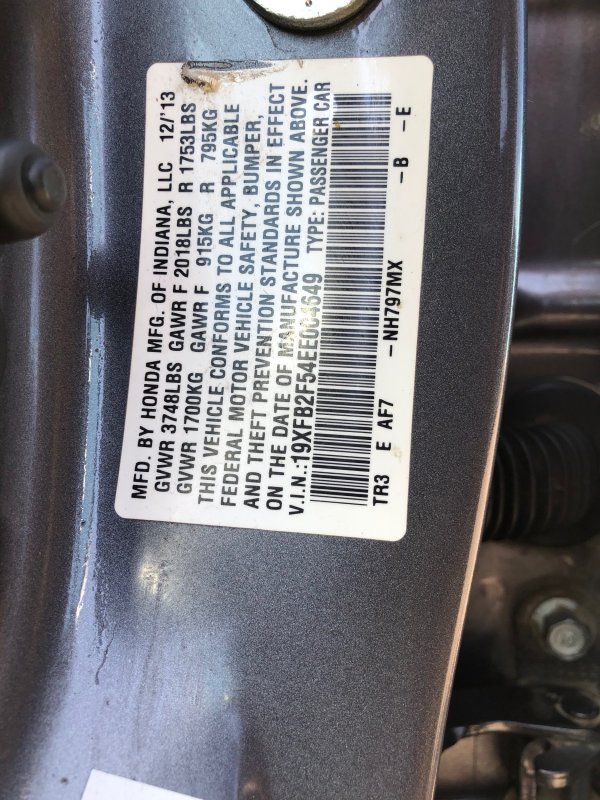 MFD. BY HONDA MFG. OF INDIANA, LLC 12/'13
GVWR 3748LBS GAWR F 2018LBS R 1753LBS
GVWR 1700KG GAWR F 915KG R 795KG
THIS VEHICLE CONFORMS TO ALL APPLICABLE
FEDERAL MOTOR VEHICLE SAFETY, BUMPER,
AND THEFT PREVENTION STANDARDS IN EFFECT
ON THE DATE OF MANUFACTURE SHOWN ABOVE.
V.I.N.:19XFB2F54EE004649 TYPE: PASSENGER CAR
TR3 E AF7 -NH797MX -B -E